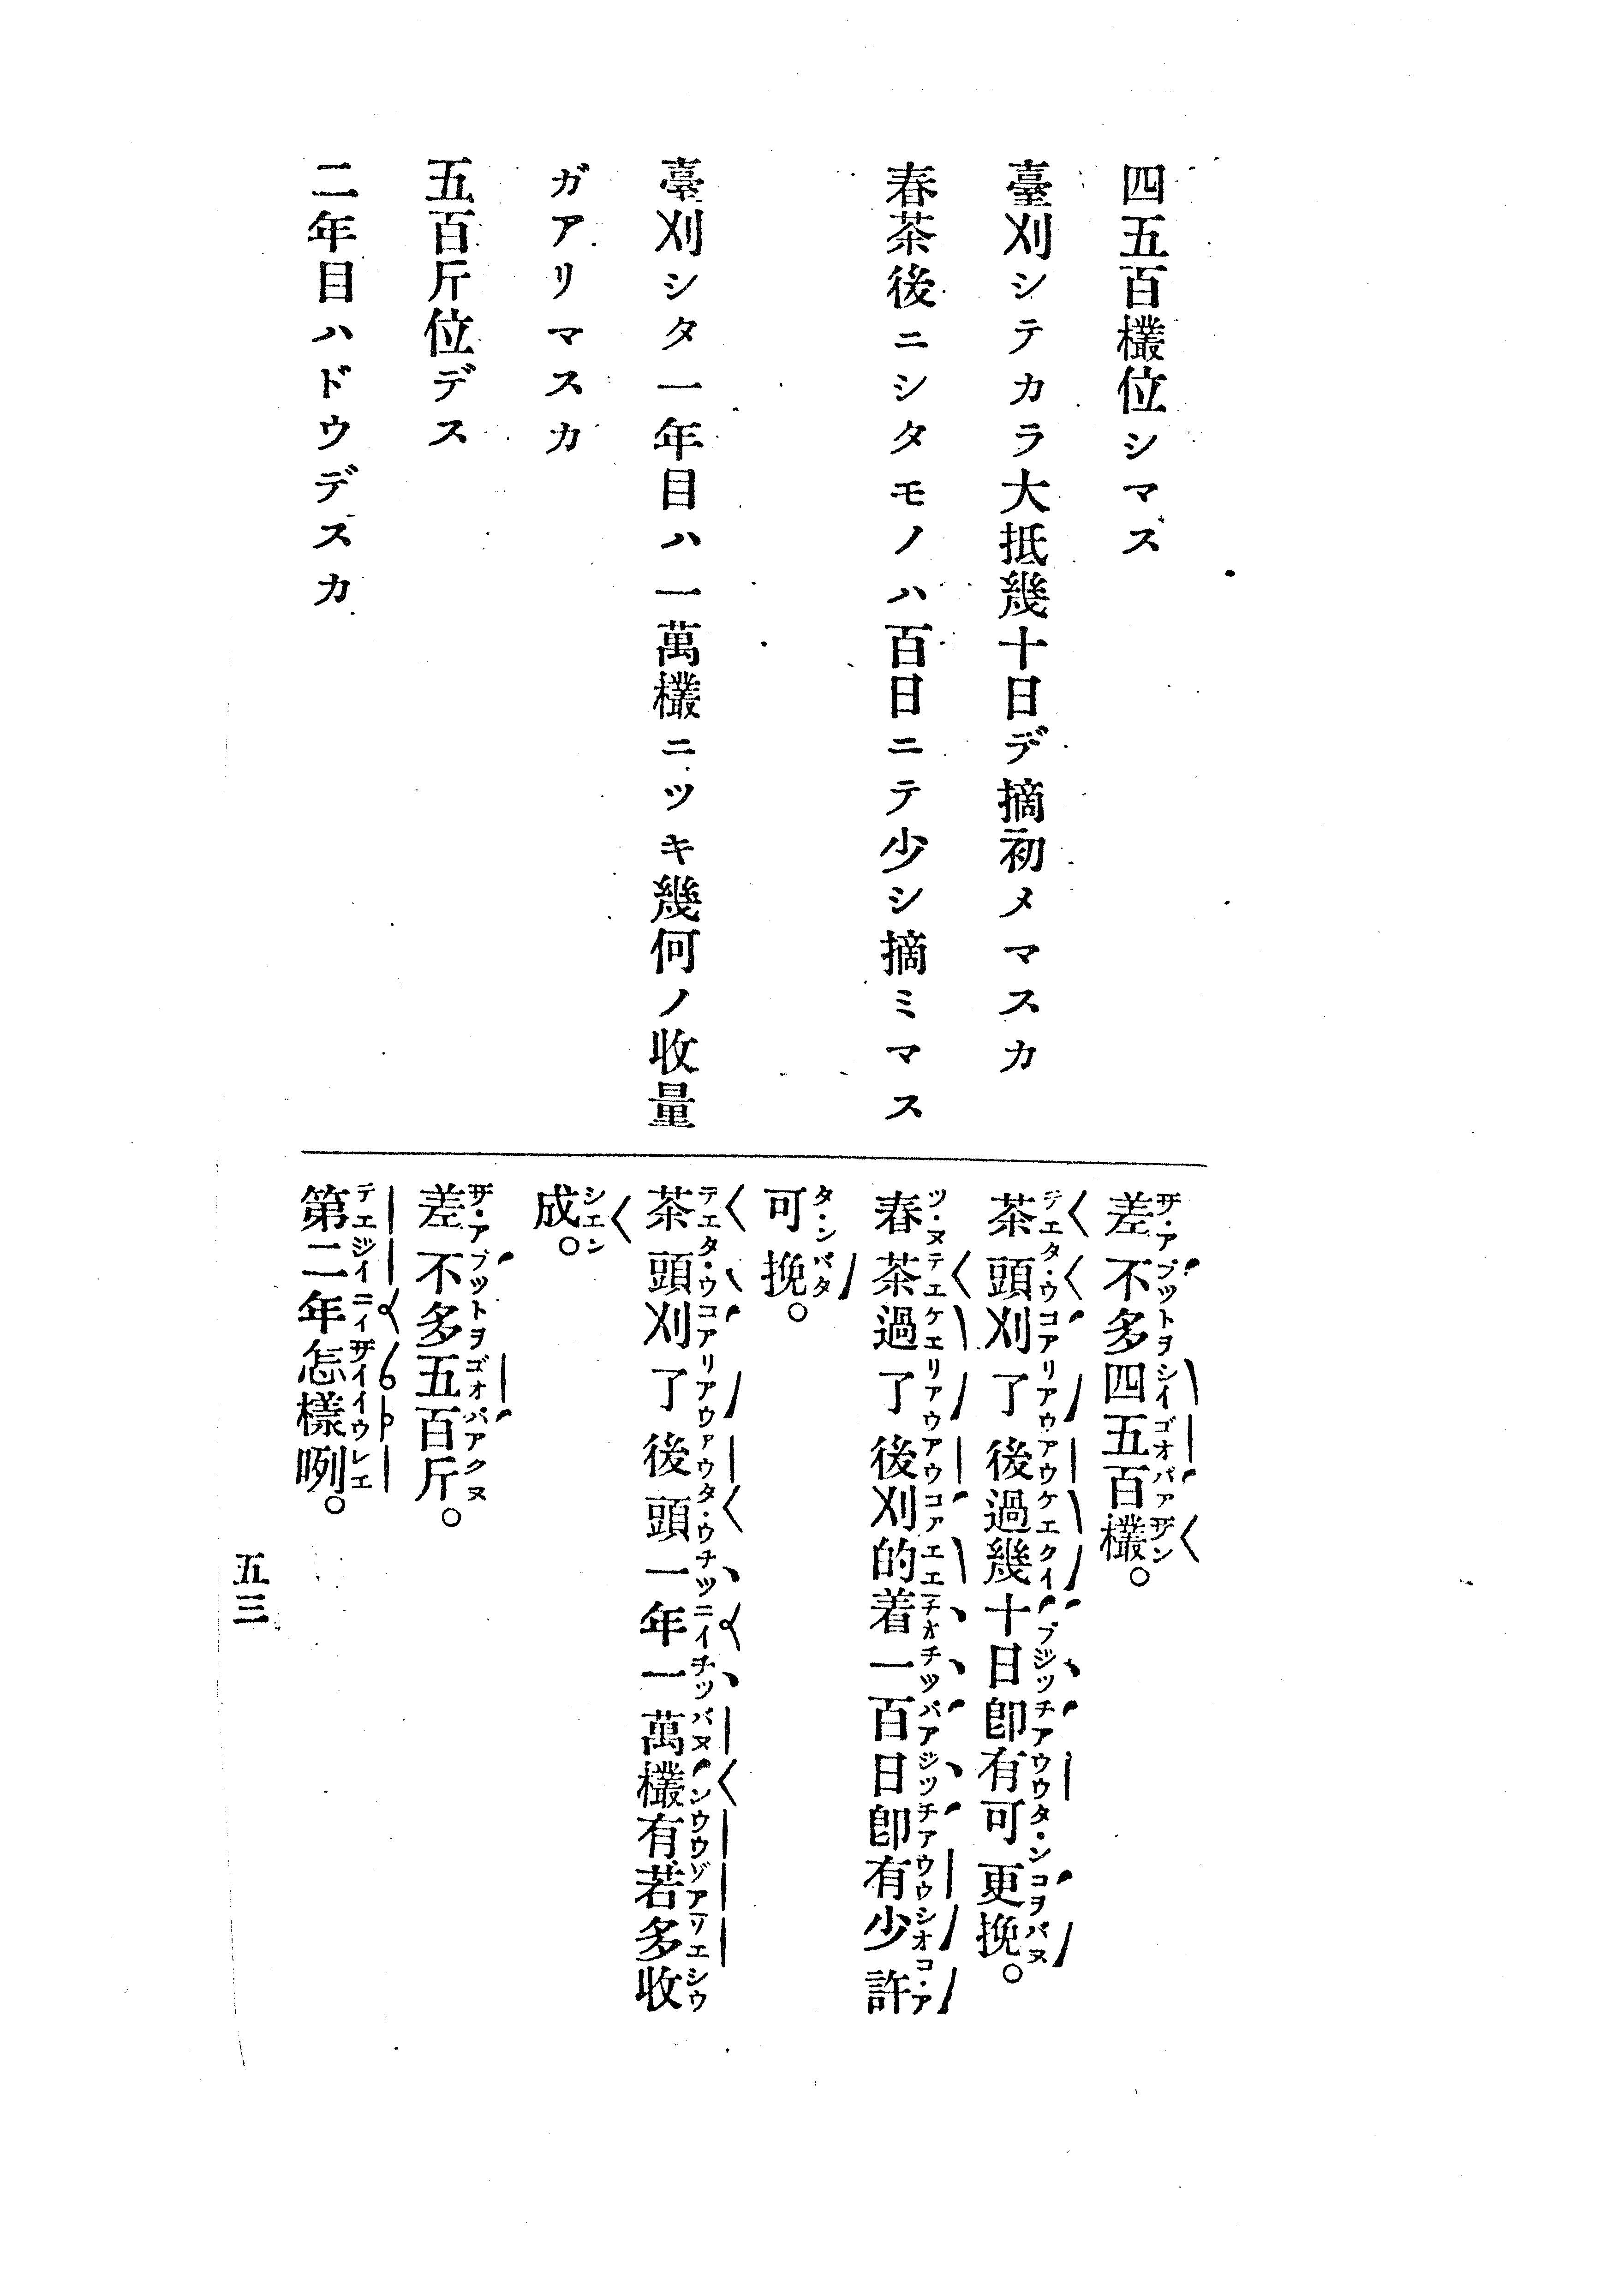 四五百欉位シマス
臺刈シテカラ大抵幾十日デ摘初メマスカ
春茶後ニシタモノハ百日ニテ少シ摘ミマス
臺刈シタ一年目ハ一萬欉ニツキ幾何ノ收量
ガアリマスカ
五百斤位デス
二年目ハドウデスカ
差不多四五百欉。
茶頭刈了後過幾十日卽有可更挽。
春茶過了後刈的着一百日卽有少許
可挽。
茶頭刈了後頭一年一萬欉有若多收
成。
差不多五百斤。
第二年怎樣咧。
五三